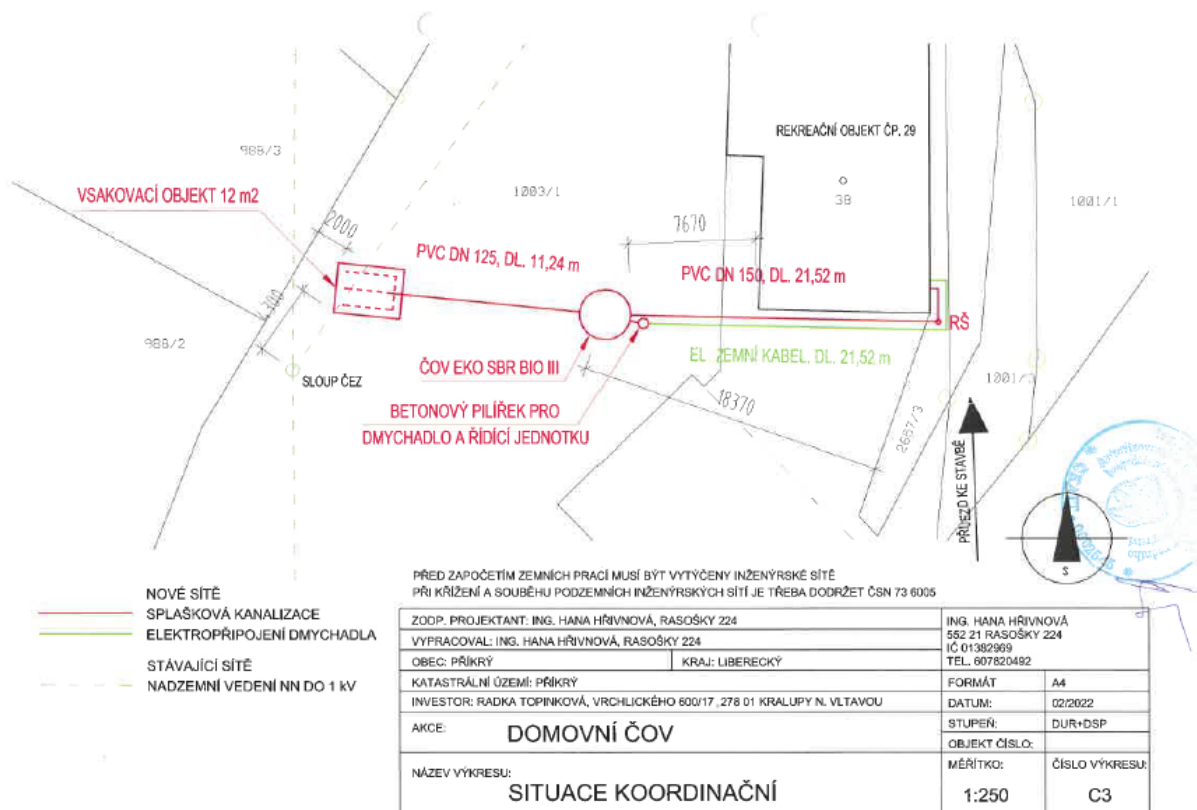 REKREAČNÍ OBJEKT ČP. 29
38
988/3
1003/1
1001/1
VSAKOVACÍ OBJEKT 12 m2
2000
7670
PVC DN 125, DL. 11,24 m
PVC DN 150, DL. 21,52 m
RŠ
988/2
SLOUP ČEZ
ČOV EKO SBR BIO III
EL. ZEMNÍ KABEL. DL. 21,52 m
1001/3
18370
BETONOVÝ PILÍŘEK PRO
DMYCHADLO A ŘÍDÍCÍ JEDNOTKU
2687/3
PŘÍJEZD KE STAVBĚ
S
NOVÉ SÍTĚ
SPLAŠKOVÁ KANALIZACE
ELEKTROPŘIPOJENÍ DMYCHADLA
STÁVAJÍCÍ SÍTĚ
NADZEMNÍ VEDENÍ NN DO 1 kV
PŘED ZAPOČETÍM ZEMNÍCH PRACÍ MUSÍ BÝT VYTÝČENY INŽENÝRSKÉ SÍTĚ
PŘI KŘÍŽENÍ A SOUBĚHU PODZEMNÍCH INŽENÝRSKÝCH SÍTÍ JE TŘEBA DODRŽET ČSN 73 6005
ZODP. PROJEKTANT: ING. HANA HŘIVNOVÁ, RASOŠKY 224
VYPRACOVAL: ING. HANA HŘIVNOVÁ, RASOŠKY 224
OBEC: PŘÍKRÝ
KRAJ: LIBERECKÝ
KATASTRÁLNÍ ÚZEMÍ: PŘÍKRÝ
INVESTOR: RADKA TOPINKOVÁ, VRCHLICKÉHO 600/17 ,278 01 KRALUPY N. VLTAVOU
AKCE: DOMOVNÍ ČOV
NÁZEV VÝKRESU:
SITUACE KOORDINAČNÍ
ING. HANA HŘIVNOVÁ
552 21 RASOŠKY 224
IČ 01382969
TEL. 607820492
FORMÁT A4
DATUM: 02/2022
STUPEŇ: DUR+DSP
OBJEKT ČÍSLO:
MĚŘÍTKO: ČÍSLO VÝKRESU:
1:250 C3